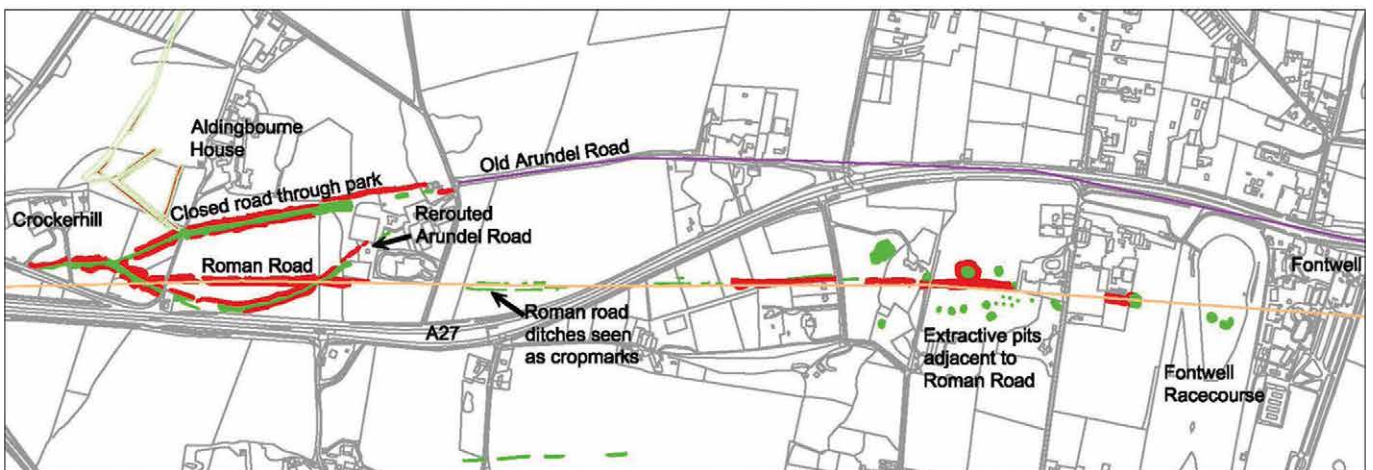 Aldingbourne
House
Old Arundel Road
Closed road through park
Crockerhill
Rerouted
Arundel Road
Roman Road
Fontwell
A27
Roman road
ditches seen
as cropmarks
Extractive pits
adjacent to
Roman Road
Fontwell
Racecourse